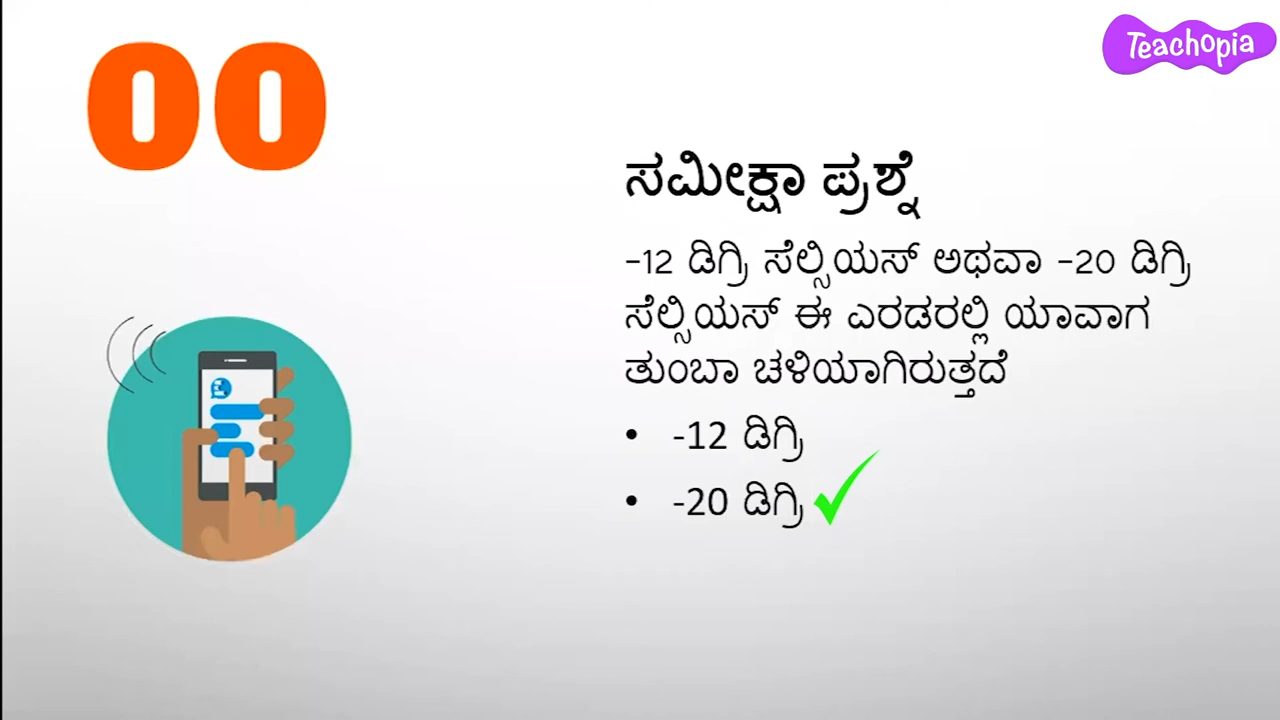 00
Teachopia
ಸಮೀಕ್ಷಾ ಪ್ರಶ್ನೆ
-12 ಡಿಗ್ರಿ ಸೆಲ್ಸಿಯಸ್ ಅಥವಾ -20 ಡಿಗ್ರಿ
ಸೆಲ್ಸಿಯಸ್ ಈ ಎರಡರಲ್ಲಿ ಯಾವಾಗ
ತುಂಬಾ ಚಳಿಯಾಗಿರುತ್ತದೆ
• -12 ಡಿಗ್ರಿ
• -20 ಡಿಗ್ರಿ